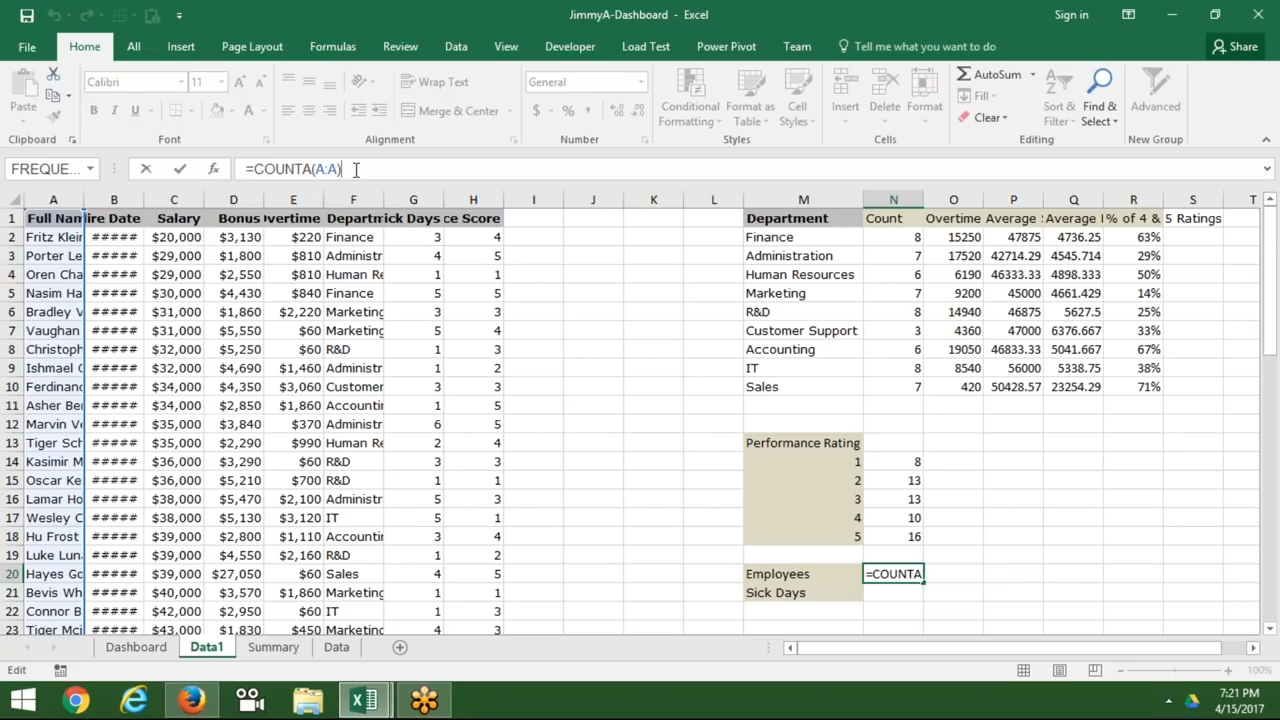 JimmyA-Dashboard - Excel
Sign in
File Home All Insert Page Layout Formulas Review Data View Developer Load Test Power Pivot Team Tell me what you want to do... Share
Paste Calibri 11 Wrap Text General Conditional Formatting Format as Table Cell Styles Insert Delete Format AutoSum Fill Clear Sort & Filter Find & Select Advanced
B I U Merge & Center $ % ,
Clipboard Font Alignment Number Styles Cells Editing New Group
FREQUE... fx =COUNTA(A:A)
A B C D E F G H I J K L M N O P Q R S T
1 Full Nam ire Date Salary Bonus vertime Departm ick Days ce Score Department Count Overtime Average Average % of 4 & 5 Ratings
2 Fritz Klein ##### $20,000 $3,130 $220 Finance 3 4 Finance 8 15250 47875 4736.25 63%
3 Porter Le ##### $29,000 $1,800 $810 Administr 4 5 Administration 7 17520 42714.29 4545.714 29%
4 Oren Cha ##### $29,000 $2,550 $810 Human Re 1 1 Human Resources 6 6190 46333.33 4898.333 50%
5 Nasim Ha ##### $30,000 $4,430 $840 Finance 5 5 Marketing 7 9200 45000 4661.429 14%
6 Bradley V ##### $31,000 $1,860 $2,220 Marketing 3 3 R&D 8 14940 46875 5627.5 25%
7 Vaughan ##### $31,000 $5,550 $60 Marketing 5 3 Customer Support 3 4360 47000 6376.667 33%
8 Christoph ##### $32,000 $5,250 $60 R&D 1 3 Accounting 6 19050 46833.33 5041.667 67%
9 Ishmael C ##### $32,000 $4,690 $1,460 Administr 1 2 IT 8 8540 56000 5338.75 38%
10 Ferdinand ##### $34,000 $4,350 $3,060 Customer 3 3 Sales 7 420 50428.57 23254.29 71%
11 Asher Ber ##### $34,000 $2,850 $1,860 Accountin 1 5
12 Marvin Ve ##### $35,000 $3,840 $370 Administr 6 5
13 Tiger Sch ##### $35,000 $2,290 $990 Human Re 2 4 Performance Rating
14 Kasimir M ##### $36,000 $3,290 $60 R&D 3 3 1 8
15 Oscar Ke ##### $36,000 $5,210 $700 R&D 1 1 2 13
16 Lamar Ho ##### $38,000 $5,470 $2,100 Administr 5 3 3 13
17 Wesley C ##### $38,000 $5,130 $3,120 IT 5 1 4 10
18 Hu Frost ##### $39,000 $2,800 $1,110 Accountin 3 4 5 16
19 Luke Luna ##### $39,000 $4,550 $2,160 R&D 1 2
20 Hayes Go ##### $39,000 $27,050 $60 Sales 4 5 Employees =COUNTA
21 Bevis Wh ##### $40,000 $3,570 $1,860 Marketing 1 1 Sick Days
22 Connor B ##### $42,000 $2,950 $60 IT 1 3
23 Tiger Mci ##### $43,000 $1,830 $450 Marketing 4 3
Dashboard Data1 Summary Data
Edit 100%
7:21 PM
4/15/2017